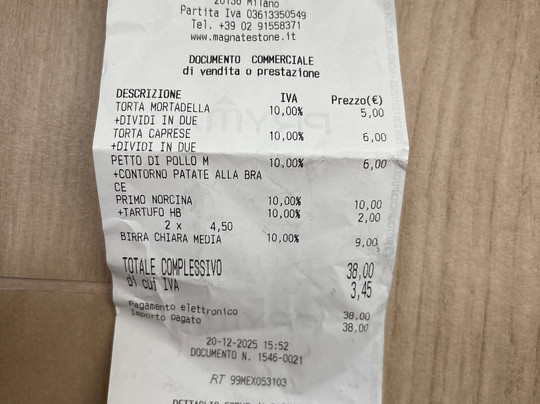 20138 Milano
Partita Iva 03613350549
Tel. +39 02 91558371
www.magnatestone.it
DOCUMENTO COMMERCIALE
di vendita o prestazione
DESCRIZIONE IVA Prezzo(€)
TORTA MORTADELLA 10,00% 5,00
+DIVIDI IN DUE
TORTA CAPRESE 10,00% 6,00
+DIVIDI IN DUE
PETTO DI POLLO M 10,00% 6,00
+CONTORNO PATATE ALLA BRA
CE
PRIMO NORCINA 10,00% 10,00
+TARTUFO HB 10,00% 2,00
2 x 4,50
BIRRA CHIARA MEDIA 10,00% 9,00
TOTALE COMPLESSIVO 38,00
di cui IVA 3,45
Pagamento elettronico 38,00
Importo pagato 38,00
20-12-2025 15:52
DOCUMENTO N. 1546-0021
RT 99MEX053103